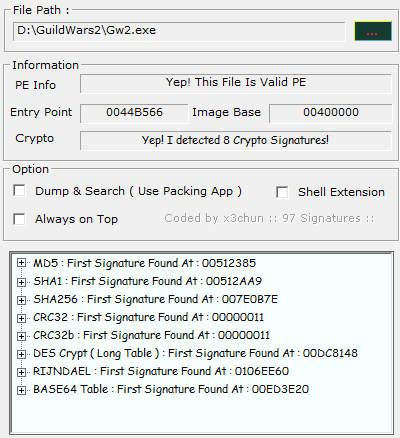 File Path :
D:\GuildWars2\Gw2.exe
...
Information
PE Info
Yep! This File Is Valid PE
Entry Point
0044B566
Image Base
00400000
Crypto
Yep! I detected 8 Crypto Signatures!
Option
Dump & Search ( Use Packing App )
Shell Extension
Always on Top
Coded by x3chun :: 97 Signatures ::
MD5 : First Signature Found At : 00512385
SHA1 : First Signature Found At : 00512AA9
SHA256 : First Signature Found At : 007E0B7E
CRC32 : First Signature Found At : 00000011
CRC32b : First Signature Found At : 00000011
DES Crypt ( Long Table ) : First Signature Found At : 00DC8148
RIJNDAEL : First Signature Found At : 0106EE60
BASE64 Table : First Signature Found At : 00ED3E20